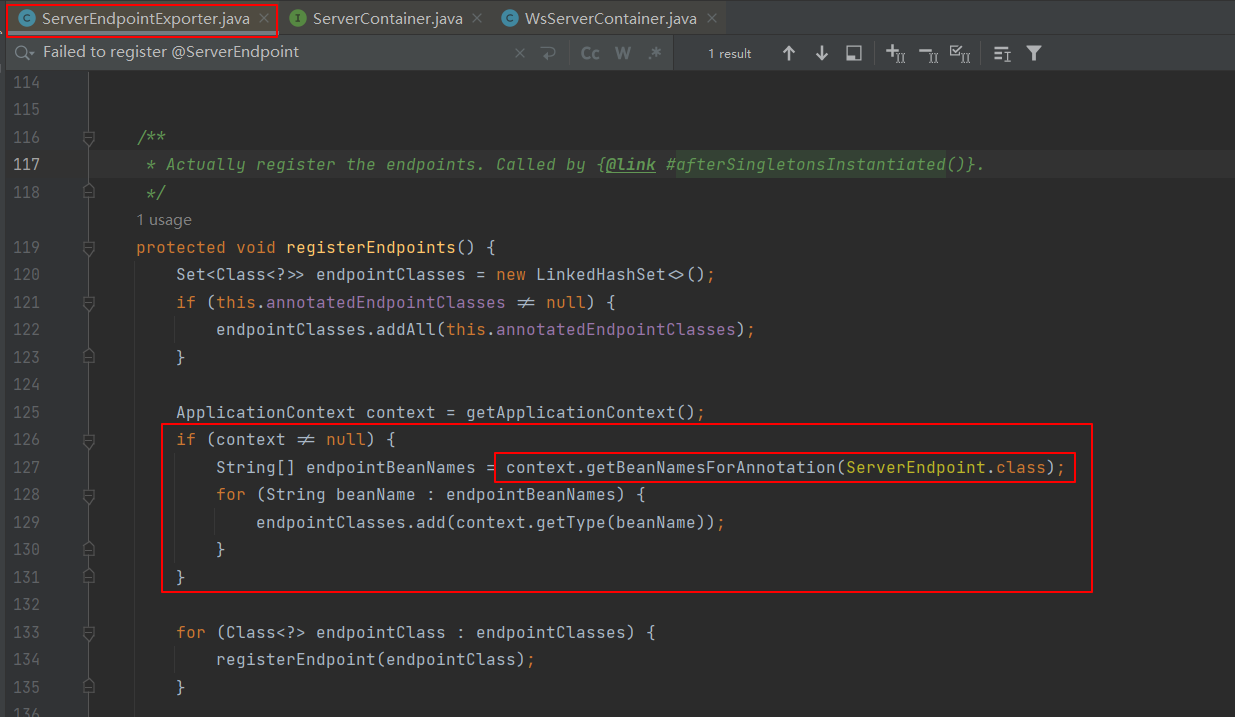 ServerEndpointExporter.java ServerContainer.java WsServerContainer.java
Failed to register @ServerEndpoint Cc W .* 1 result
114
115
116 /**
117 * Actually register the endpoints. Called by {@link #afterSingletonsInstantiated()}.
118 */
1 usage
119 protected void registerEndpoints() {
120 Set<Class<?>> endpointClasses = new LinkedHashSet<>();
121 if (this.annotatedEndpointClasses != null) {
122 endpointClasses.addAll(this.annotatedEndpointClasses);
123 }
124
125 ApplicationContext context = getApplicationContext();
126 if (context != null) {
127 String[] endpointBeanNames = context.getBeanNamesForAnnotation(ServerEndpoint.class);
128 for (String beanName : endpointBeanNames) {
129 endpointClasses.add(context.getType(beanName));
130 }
131 }
132
133 for (Class<?> endpointClass : endpointClasses) {
134 registerEndpoint(endpointClass);
135 }
136